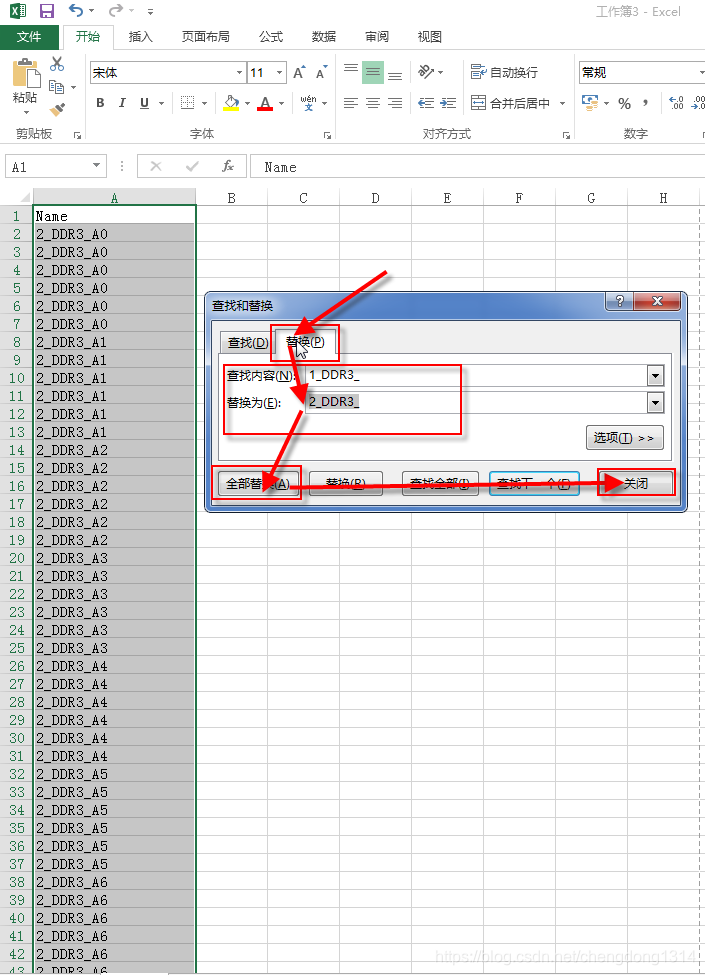 工作簿3 - Excel
文件 开始 插入 页面布局 公式 数据 审阅 视图
粘贴 宋体 11 自动换行 常规
B I U A wén 文 合并后居中 % ,
剪贴板 字体 对齐方式 数字
A1 fx Name
A B C D E F G H
1 Name
2 2_DDR3_A0
3 2_DDR3_A0
4 2_DDR3_A0
5 2_DDR3_A0
6 2_DDR3_A0
7 2_DDR3_A0
8 2_DDR3_A1
9 2_DDR3_A1
10 2_DDR3_A1
11 2_DDR3_A1
12 2_DDR3_A1
13 2_DDR3_A1
14 2_DDR3_A2
15 2_DDR3_A2
16 2_DDR3_A2
17 2_DDR3_A2
18 2_DDR3_A2
19 2_DDR3_A2
20 2_DDR3_A3
21 2_DDR3_A3
22 2_DDR3_A3
23 2_DDR3_A3
24 2_DDR3_A3
25 2_DDR3_A3
26 2_DDR3_A4
27 2_DDR3_A4
28 2_DDR3_A4
29 2_DDR3_A4
30 2_DDR3_A4
31 2_DDR3_A4
32 2_DDR3_A5
33 2_DDR3_A5
34 2_DDR3_A5
35 2_DDR3_A5
36 2_DDR3_A5
37 2_DDR3_A5
38 2_DDR3_A6
39 2_DDR3_A6
40 2_DDR3_A6
41 2_DDR3_A6
42 2_DDR3_A6
43 2_DDR3_A6
查找和替换
查找(D) 替换(P)
查找内容(N): 1_DDR3_
替换为(E): 2_DDR3_
选项(T) >>
全部替换(A) 替换(R) 查找全部(I) 查找下一个(F) 关闭
https://blog.csdn.net/chengdong1314